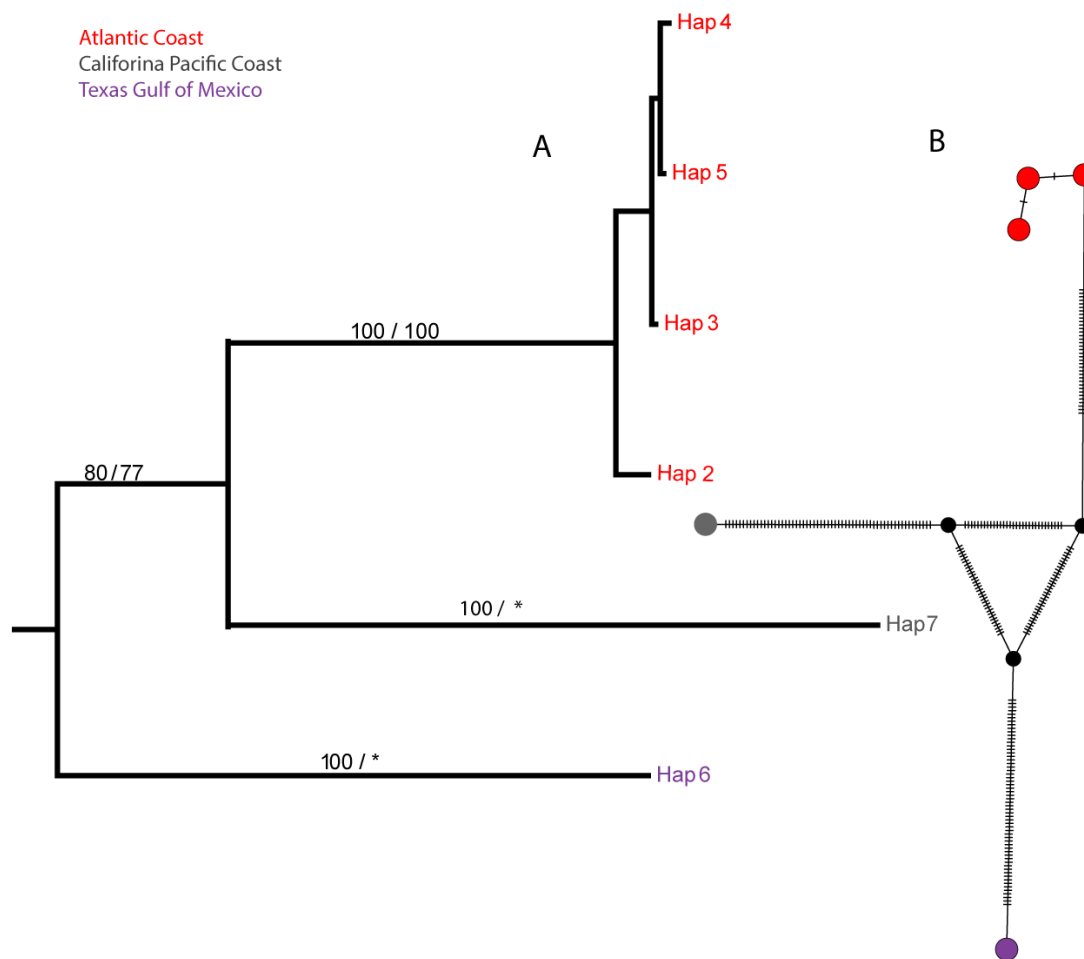 Atlantic Coast
Califorina Pacific Coast
Texas Gulf of Mexico
A
B
Hap 4
Hap 5
Hap 3
100 / 100
Hap 2
80 / 77
100 / *
Hap7
100 / *
Hap 6